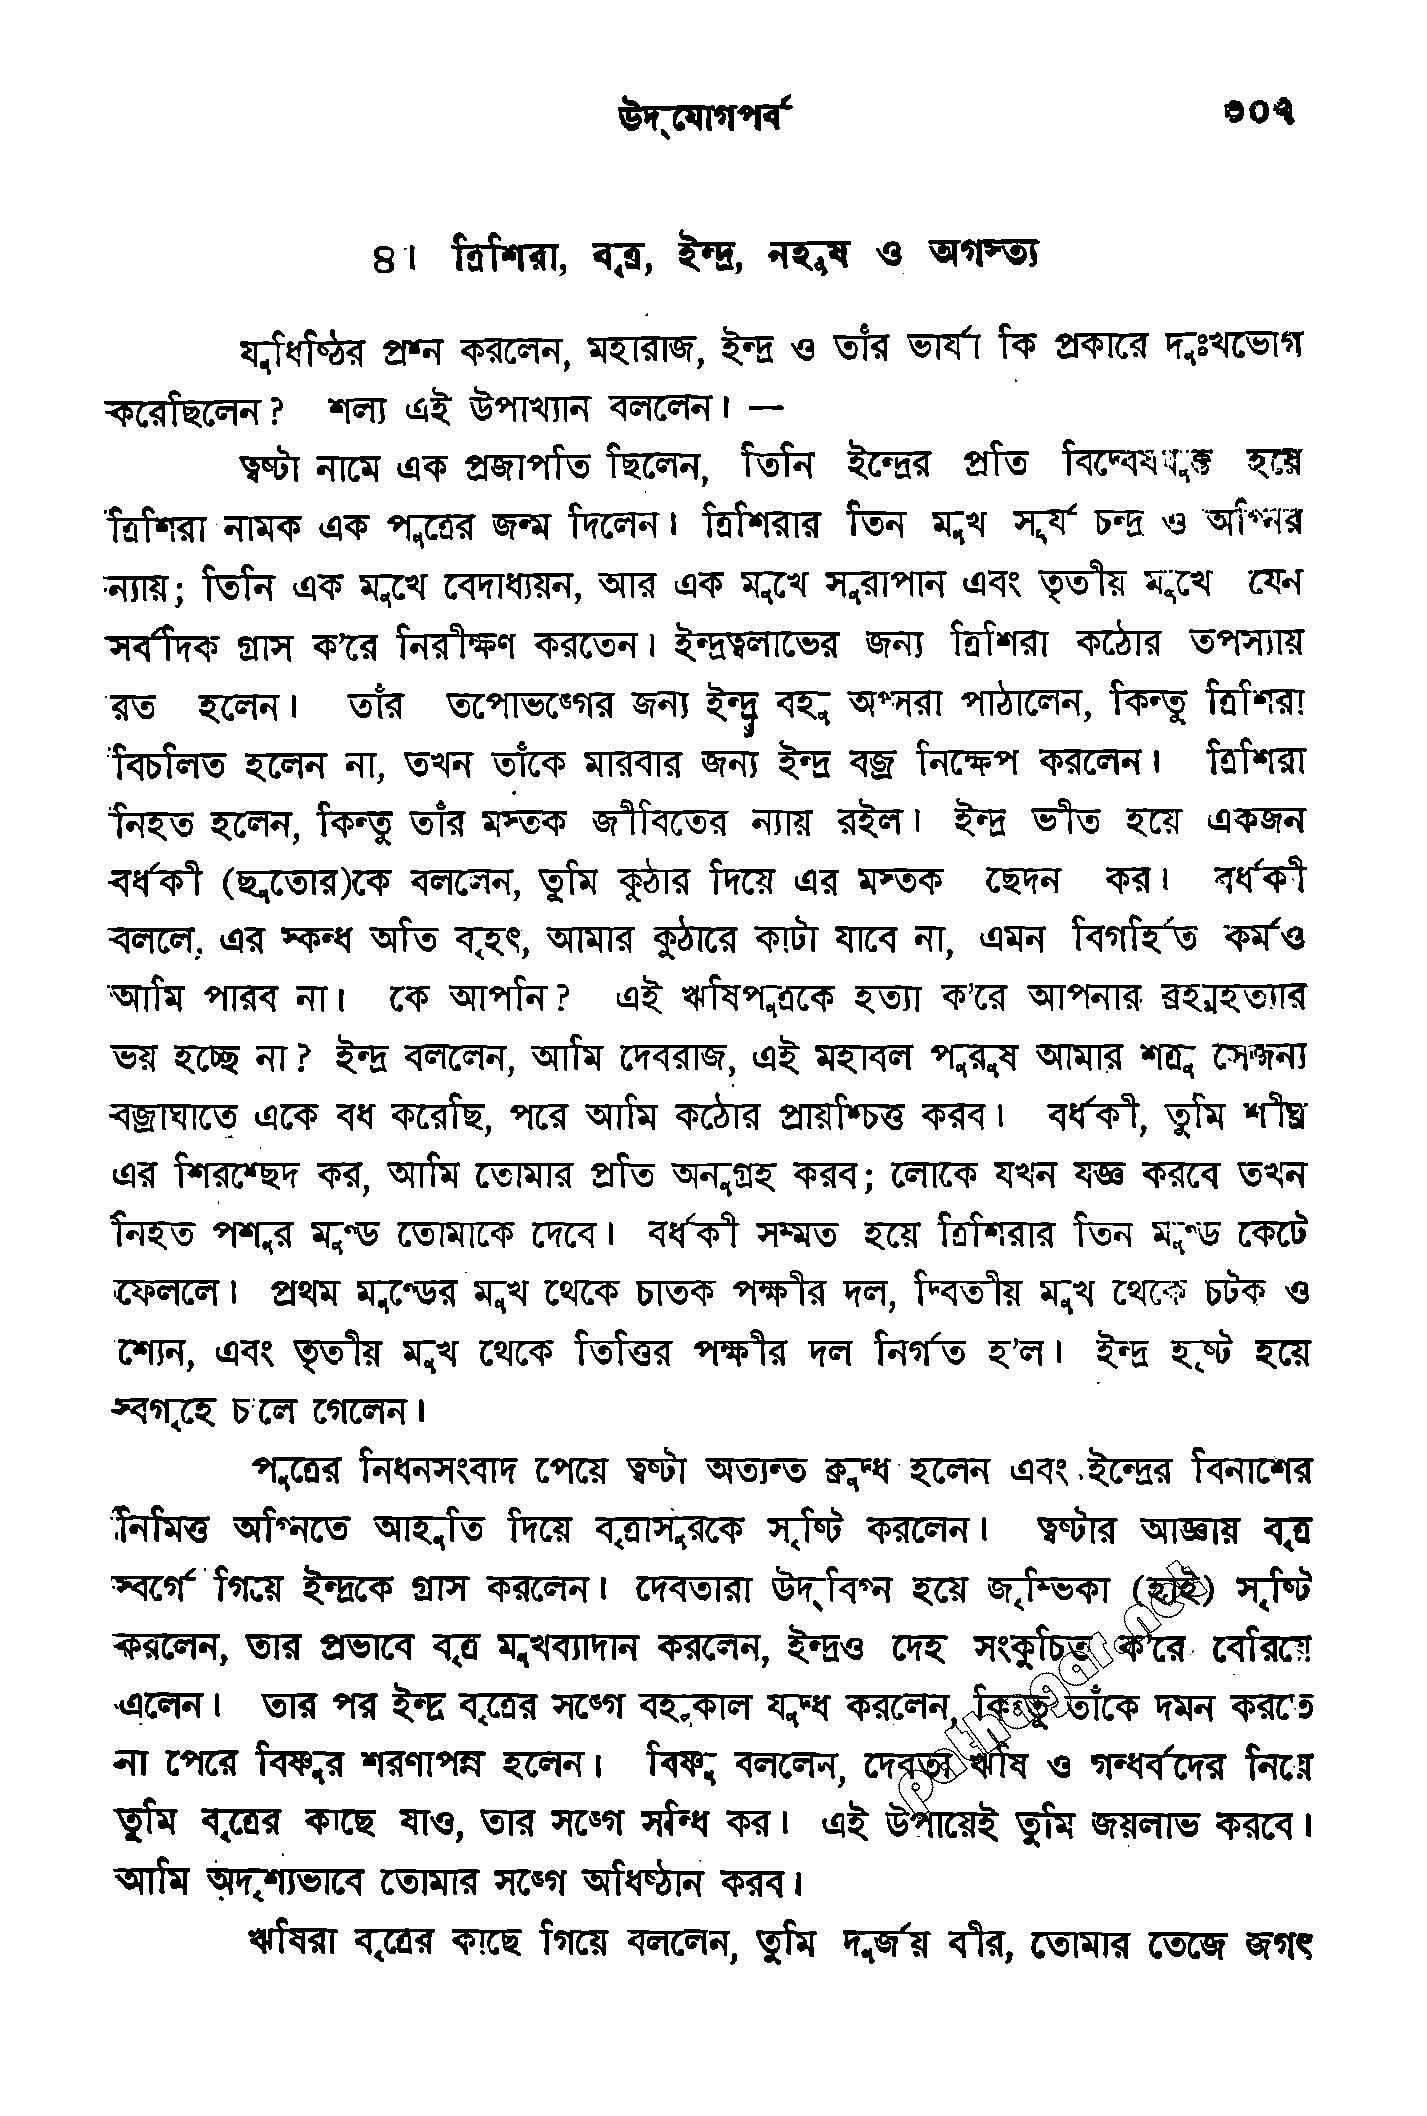 উদ্‌যোগপর্ব ৩০৭
৪। ত্রিশিরা, বৃত্র, ইন্দ্র, নহুষ ও অগস্ত্য
যুধিষ্ঠির প্রশ্ন করলেন, মহারাজ, ইন্দ্র ও তাঁর ভার্যা কি প্রকারে দুঃখভোগ
করেছিলেন? শল্য এই উপাখ্যান বললেন। —
ত্বষ্টা নামে এক প্রজাপতি ছিলেন, তিনি ইন্দ্রের প্রতি বিদ্বেষযুক্ত হয়ে
ত্রিশিরা নামক এক পুত্রের জন্ম দিলেন। ত্রিশিরার তিন মুখ সূর্য চন্দ্র ও অগ্নির
ন্যায়; তিনি এক মুখে বেদাধ্যয়ন, আর এক মুখে সুরাপান এবং তৃতীয় মুখে যেন
সর্বদিক গ্রাস ক'রে নিরীক্ষণ করতেন। ইন্দ্রত্বলাভের জন্য ত্রিশিরা কঠোর তপস্যায়
রত হলেন। তাঁর তপোভঙ্গের জন্য ইন্দ্র বহু অপ্সরা পাঠালেন, কিন্তু ত্রিশিরা
বিচলিত হলেন না, তখন তাঁকে মারবার জন্য ইন্দ্র বজ্র নিক্ষেপ করলেন। ত্রিশিরা
নিহত হলেন, কিন্তু তাঁর মস্তক জীবিতের ন্যায় রইল। ইন্দ্র ভীত হয়ে একজন
বর্ধকী (ছুতোর)কে বললেন, তুমি কুঠার দিয়ে এর মস্তক ছেদন কর। বর্ধকী
বললে, এর স্কন্ধ অতি বৃহৎ, আমার কুঠারে কাটা যাবে না, এমন বিগর্হিত কর্মও
আমি পারব না। কে আপনি? এই ঋষিপুত্রকে হত্যা ক'রে আপনার ব্রহ্মহত্যার
ভয় হচ্ছে না? ইন্দ্র বললেন, আমি দেবরাজ, এই মহাবল পুরুষ আমার শত্রু সেজন্য
বজ্রাঘাতে একে বধ করেছি, পরে আমি কঠোর প্রায়শ্চিত্ত করব। বর্ধকী, তুমি শীঘ্র
এর শিরশ্ছেদ কর, আমি তোমার প্রতি অনুগ্রহ করব; লোকে যখন যজ্ঞ করবে তখন
নিহত পশুর মুণ্ড তোমাকে দেবে। বর্ধকী সম্মত হয়ে ত্রিশিরার তিন মুণ্ড কেটে
ফেললে। প্রথম মুণ্ডের মুখ থেকে চাতক পক্ষীর দল, দ্বিতীয় মুখ থেকে চটক ও
শ্যেন, এবং তৃতীয় মুখ থেকে তিত্তির পক্ষীর দল নির্গত হ'ল। ইন্দ্র হৃষ্ট হয়ে
স্বগৃহে চ'লে গেলেন।
পুত্রের নিধনসংবাদ পেয়ে ত্বষ্টা অত্যন্ত ক্রুদ্ধ হলেন এবং ইন্দ্রের বিনাশের
নিমিত্ত অগ্নিতে আহুতি দিয়ে বৃত্রাসুরকে সৃষ্টি করলেন। ত্বষ্টার আজ্ঞায় বৃত্র
স্বর্গে গিয়ে ইন্দ্রকে গ্রাস করলেন। দেবতারা উদ্‌বিগ্ন হয়ে জৃম্ভিকা (হাই) সৃষ্টি
করলেন, তার প্রভাবে বৃত্র মুখব্যাদান করলেন, ইন্দ্রও দেহ সংকুচিত ক'রে বেরিয়ে
এলেন। তার পর ইন্দ্র বৃত্রের সঙ্গে বহুকাল যুদ্ধ করলেন, কিন্তু তাঁকে দমন করতে
না পেরে বিষ্ণুর শরণাপন্ন হলেন। বিষ্ণু বললেন, দেবতা ঋষি ও গন্ধর্বদের নিয়ে
তুমি বৃত্রের কাছে যাও, তার সঙ্গে সন্ধি কর। এই উপায়েই তুমি জয়লাভ করবে।
আমি অদৃশ্যভাবে তোমার সঙ্গে অধিষ্ঠান করব।
ঋষিরা বৃত্রের কাছে গিয়ে বললেন, তুমি দুর্জয় বীর, তোমার তেজে জগৎ
pathagar.net